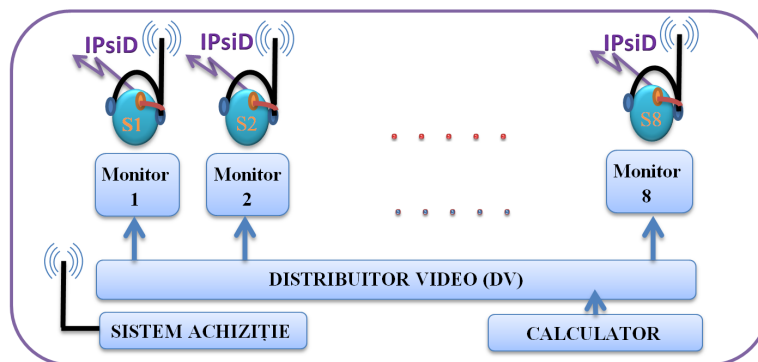 IPsiD
IPsiD
IPsiD
S1
S2
S8
Monitor
1
Monitor
2
Monitor
8
DISTRIBUITOR VIDEO (DV)
SISTEM ACHIZIȚIE
CALCULATOR